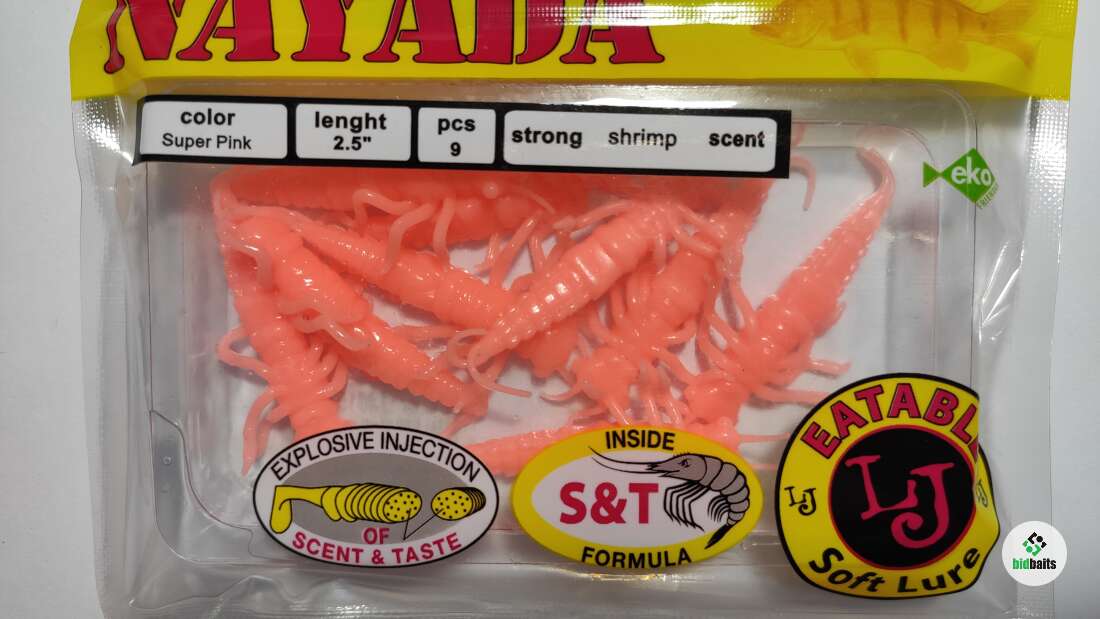 NAYADA
color
Super Pink
lenght
2.5"
pcs
9
strong shrimp scent
eko
FRIENDLY
EXPLOSIVE INJECTION
OF
SCENT & TASTE
INSIDE
S&T
FORMULA
EATABLE
LJ
LJ
LJ
Soft Lure
bidbaits